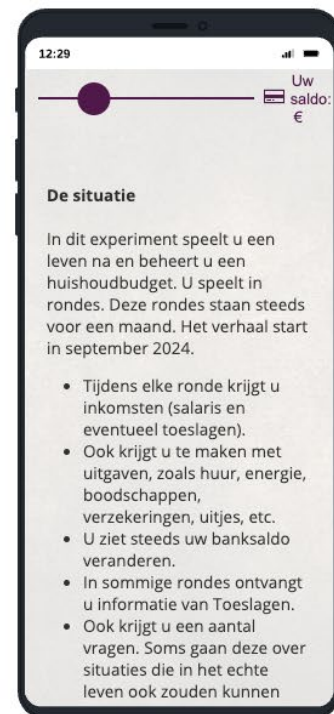 12:29
Uw
saldo:
€
De situatie
In dit experiment speelt u een
leven na en beheert u een
huishoudbudget. U speelt in
rondes. Deze rondes staan steeds
voor een maand. Het verhaal start
in september 2024.
• Tijdens elke ronde krijgt u
inkomsten (salaris en
eventueel toeslagen).
• Ook krijgt u te maken met
uitgaven, zoals huur, energie,
boodschappen,
verzekeringen, uitjes, etc.
• U ziet steeds uw banksaldo
veranderen.
• In sommige rondes ontvangt
u informatie van Toeslagen.
• Ook krijgt u een aantal
vragen. Soms gaan deze over
situaties die in het echte
leven ook zouden kunnen